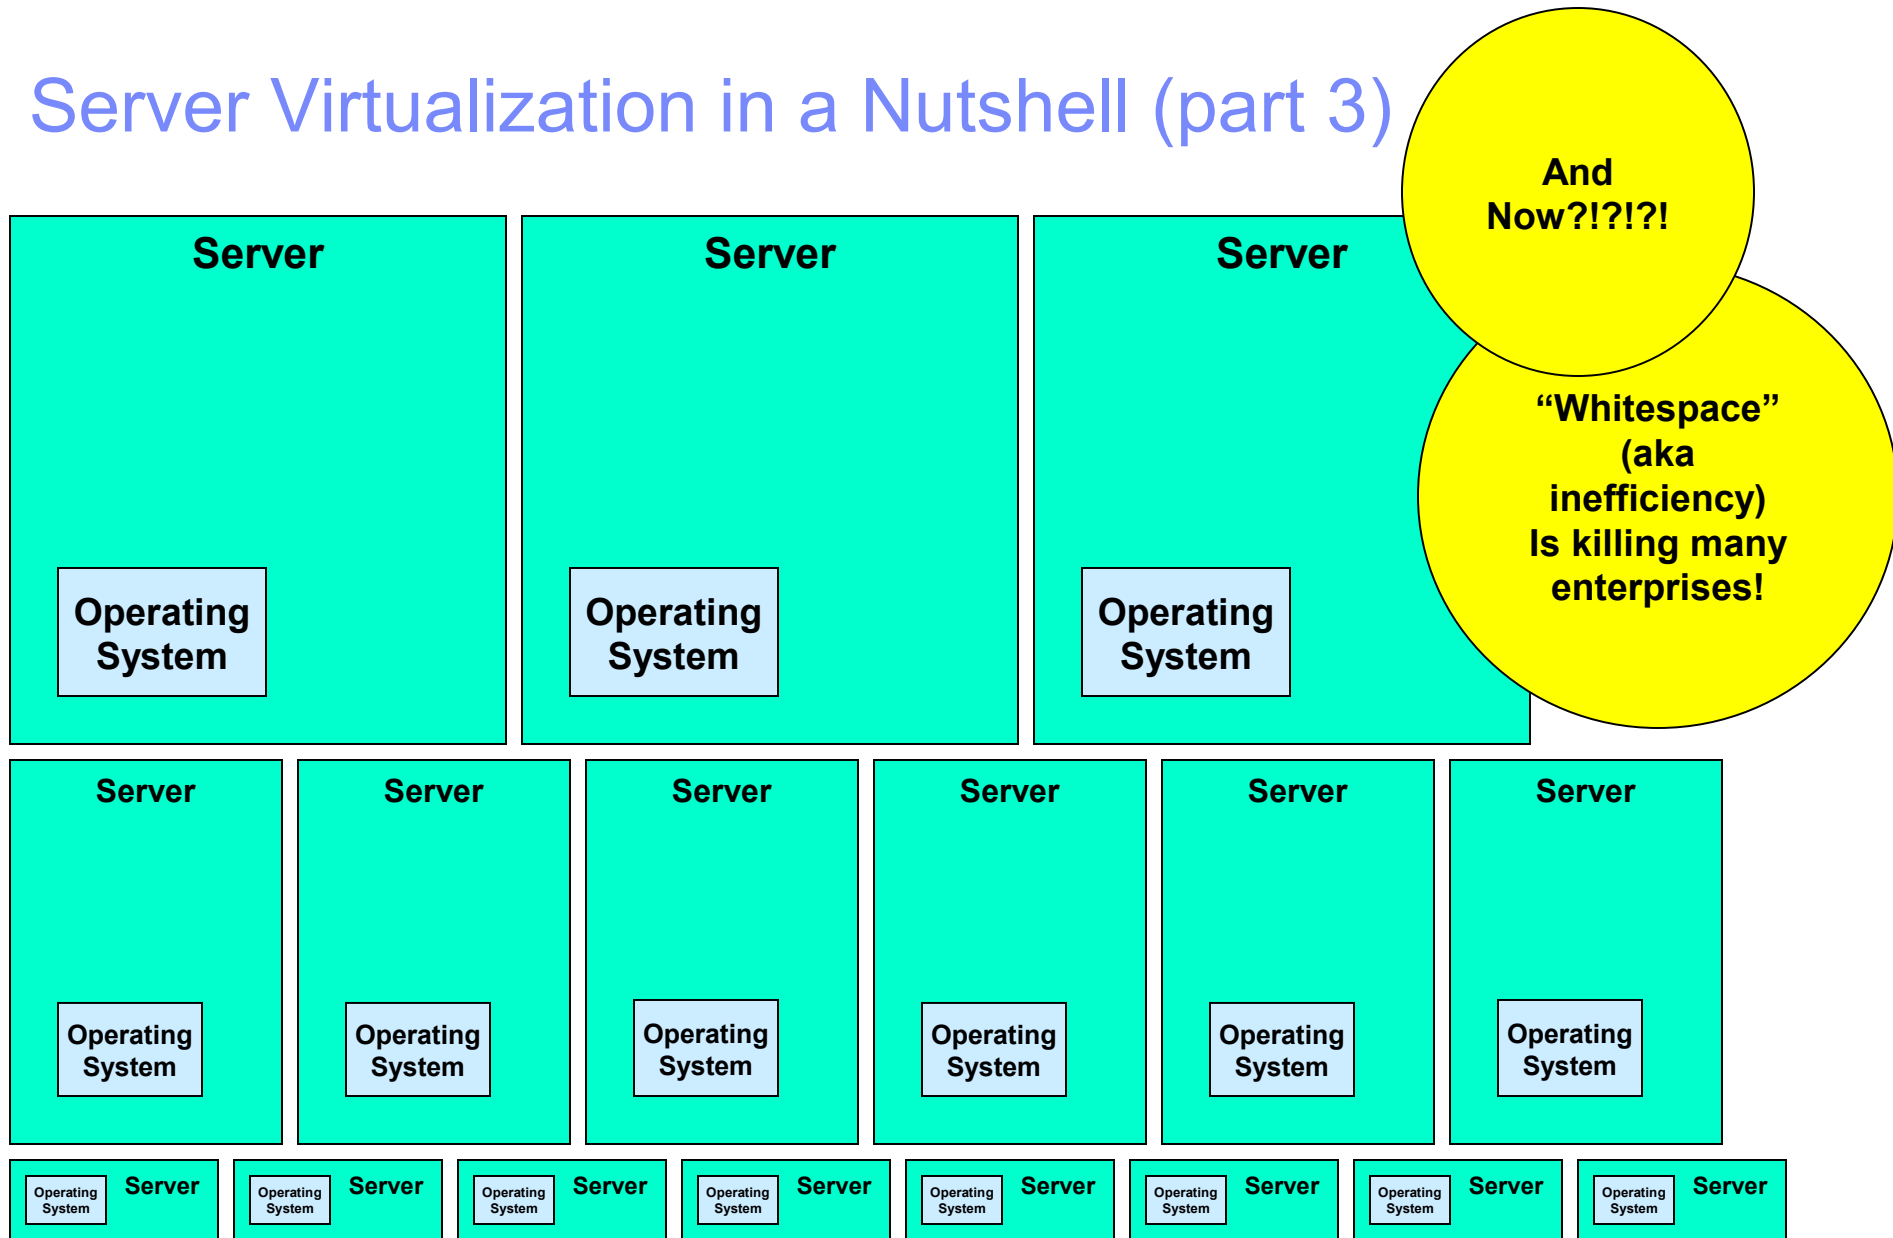 Server Virtualization in a Nutshell (part 3)
And
Now?!?!?!
“Whitespace”
(aka
inefficiency)
Is killing many
enterprises!
Server
Operating
System
Server
Operating
System
Server
Operating
System
Server
Operating
System
Server
Operating
System
Server
Operating
System
Server
Operating
System
Server
Operating
System
Server
Operating
System
Operating
System
Server
Operating
System
Server
Operating
System
Server
Operating
System
Server
Operating
System
Server
Operating
System
Server
Operating
System
Server
Operating
System
Server